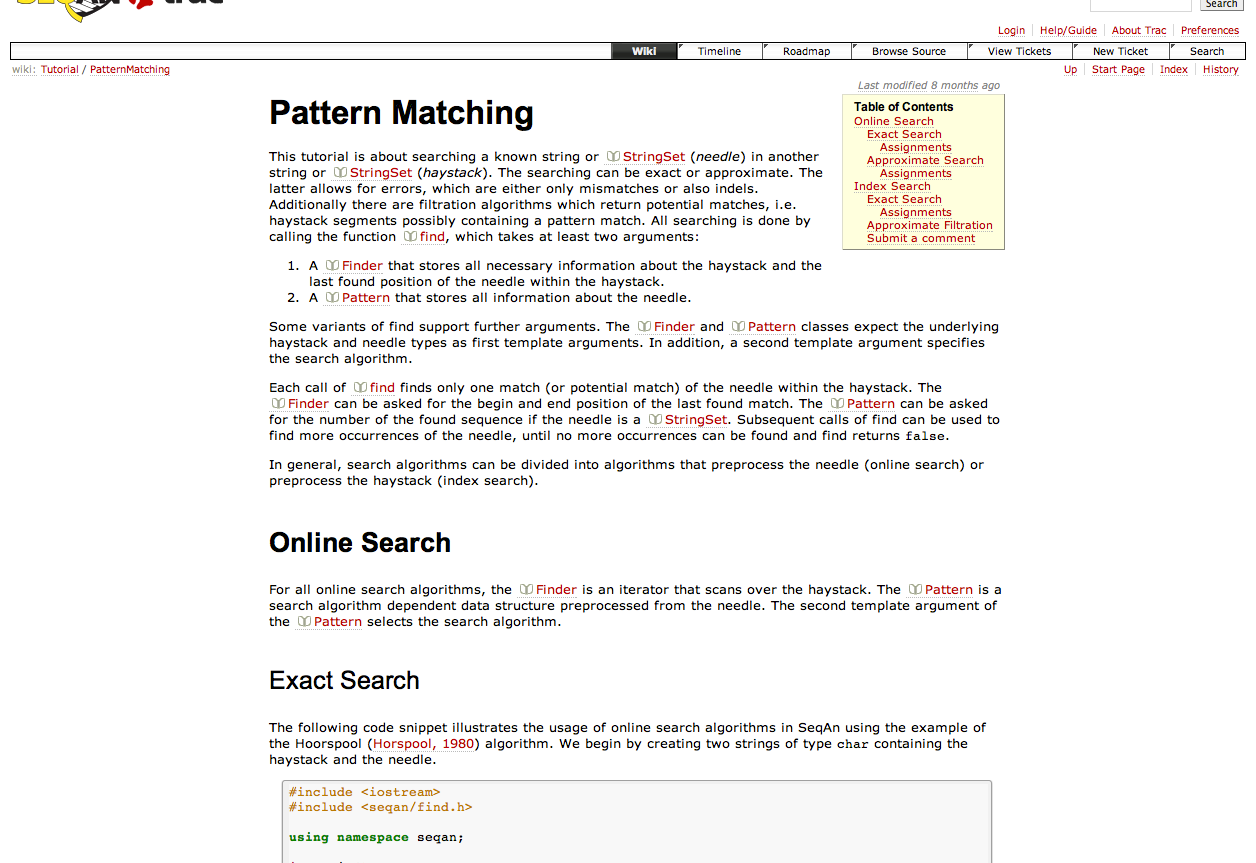 trac
Search
Login Help/Guide About Trac Preferences
Wiki Timeline Roadmap Browse Source View Tickets New Ticket Search
wiki: Tutorial / PatternMatching
Up Start Page Index History
Last modified 8 months ago
Pattern Matching
Table of Contents
Online Search
Exact Search
Assignments
Approximate Search
Assignments
Index Search
Exact Search
Assignments
Approximate Filtration
Submit a comment
This tutorial is about searching a known string or StringSet (needle) in another
string or StringSet (haystack). The searching can be exact or approximate. The
latter allows for errors, which are either only mismatches or also indels.
Additionally there are filtration algorithms which return potential matches, i.e.
haystack segments possibly containing a pattern match. All searching is done by
calling the function find, which takes at least two arguments:
1. A Finder that stores all necessary information about the haystack and the
last found position of the needle within the haystack.
2. A Pattern that stores all information about the needle.
Some variants of find support further arguments. The Finder and Pattern classes expect the underlying
haystack and needle types as first template arguments. In addition, a second template argument specifies
the search algorithm.
Each call of find finds only one match (or potential match) of the needle within the haystack. The
Finder can be asked for the begin and end position of the last found match. The Pattern can be asked
for the number of the found sequence if the needle is a StringSet. Subsequent calls of find can be used to
find more occurrences of the needle, until no more occurrences can be found and find returns false.
In general, search algorithms can be divided into algorithms that preprocess the needle (online search) or
preprocess the haystack (index search).
Online Search
For all online search algorithms, the Finder is an iterator that scans over the haystack. The Pattern is a
search algorithm dependent data structure preprocessed from the needle. The second template argument of
the Pattern selects the search algorithm.
Exact Search
The following code snippet illustrates the usage of online search algorithms in SeqAn using the example of
the Hoorspool (Horspool, 1980) algorithm. We begin by creating two strings of type char containing the
haystack and the needle.
#include <iostream>
#include <seqan/find.h>
using namespace seqan;